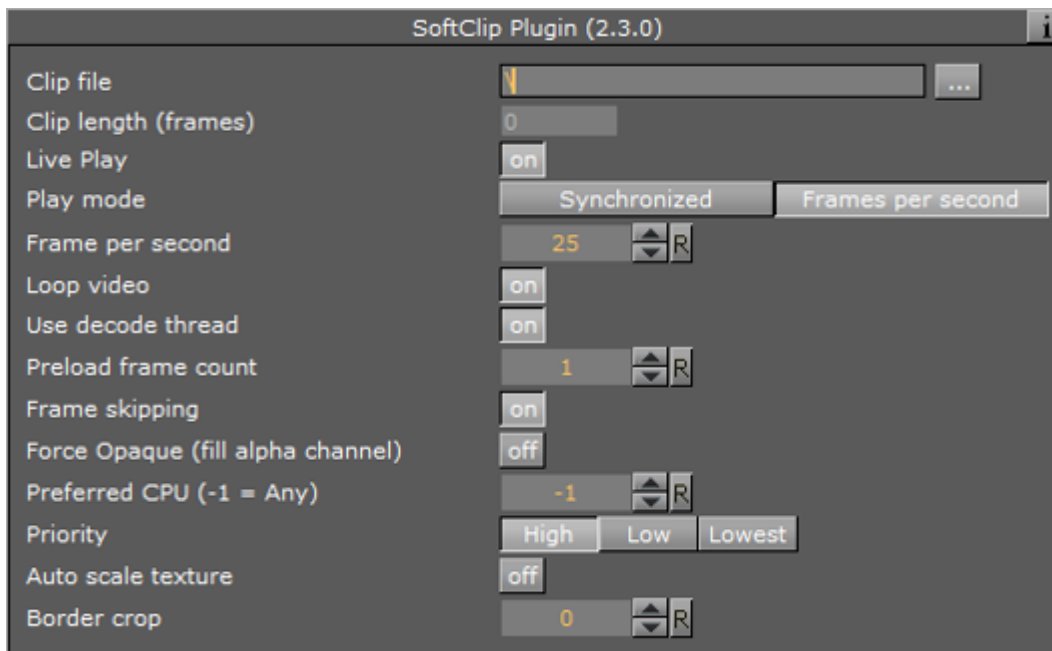 SoftClip Plugin (2.3.0) i
Clip file \ ...
Clip length (frames) 0
Live Play on
Play mode Synchronized Frames per second
Frame per second 25 R
Loop video on
Use decode thread on
Preload frame count 1 R
Frame skipping on
Force Opaque (fill alpha channel) off
Preferred CPU (-1 = Any) -1 R
Priority High Low Lowest
Auto scale texture off
Border crop 0 R